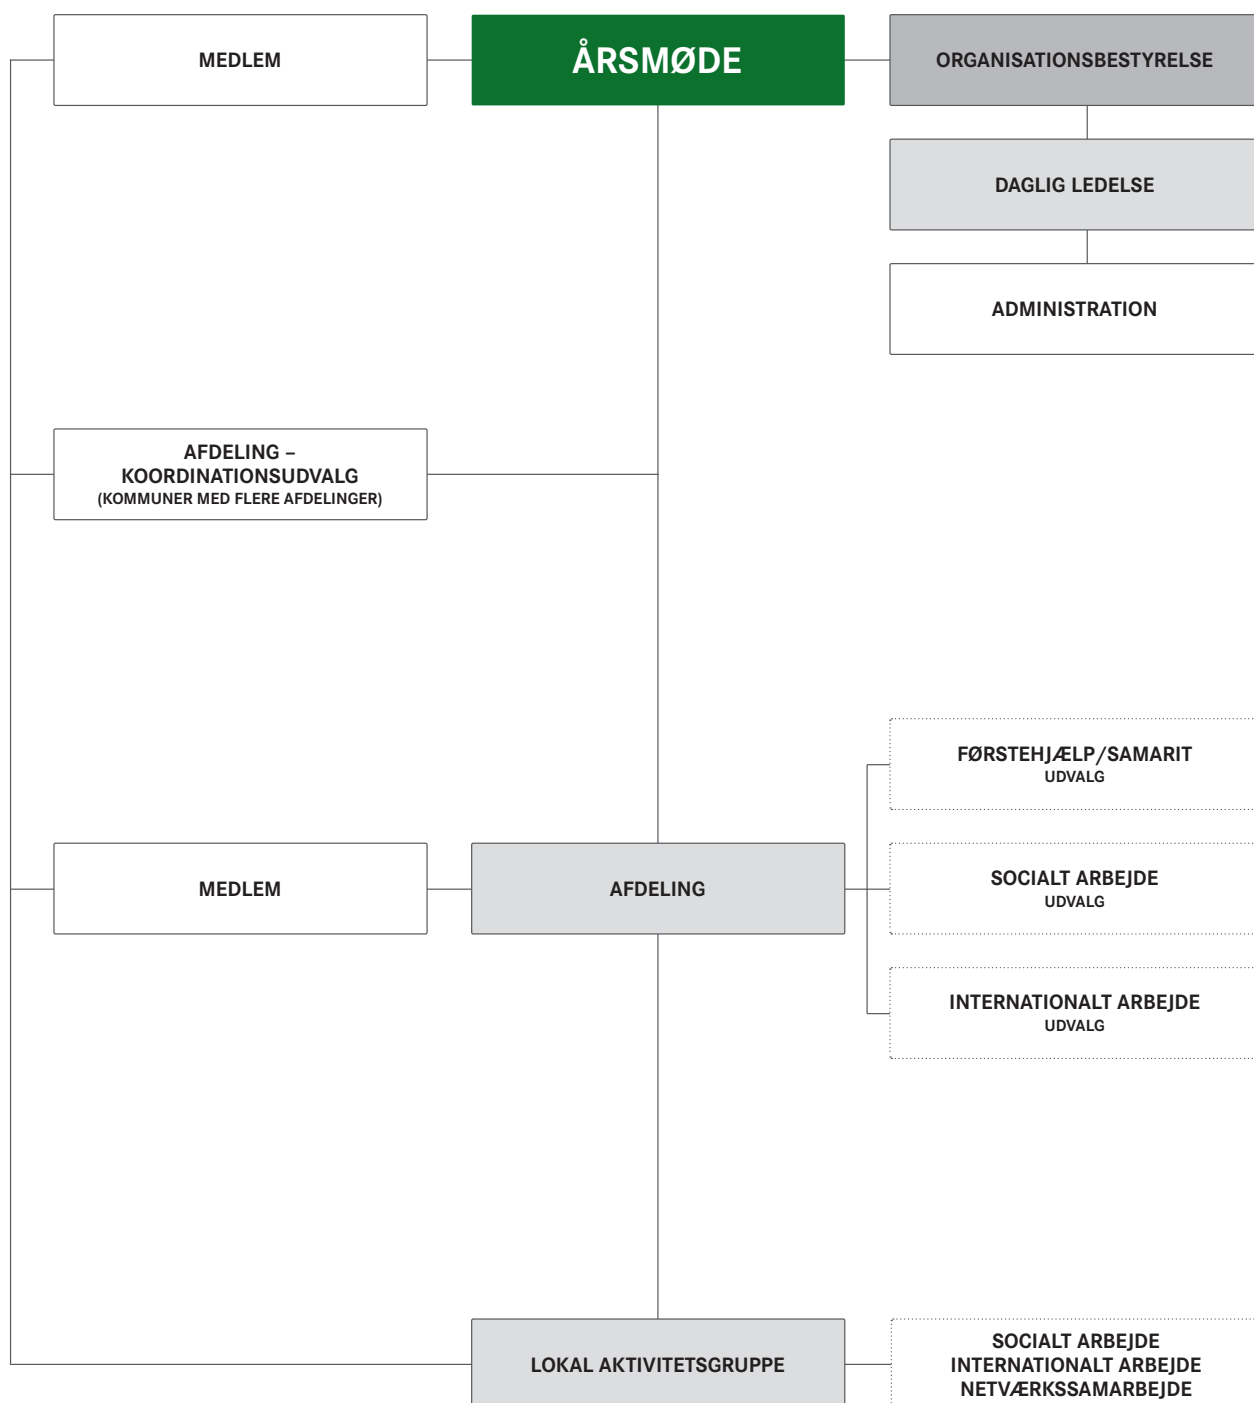 MEDLEM
ÅRSMØDE
ORGANISATIONSBESTYRELSE
DAGLIG LEDELSE
ADMINISTRATION
AFDELING –
KOORDINATIONSUDVALG
(KOMMUNER MED FLERE AFDELINGER)
FØRSTEHJÆLP/SAMARIT
UDVALG
MEDLEM
AFDELING
SOCIALT ARBEJDE
UDVALG
INTERNATIONALT ARBEJDE
UDVALG
LOKAL AKTIVITETSGRUPPE
SOCIALT ARBEJDE
INTERNATIONALT ARBEJDE
NETVÆRKSSAMARBEJDE